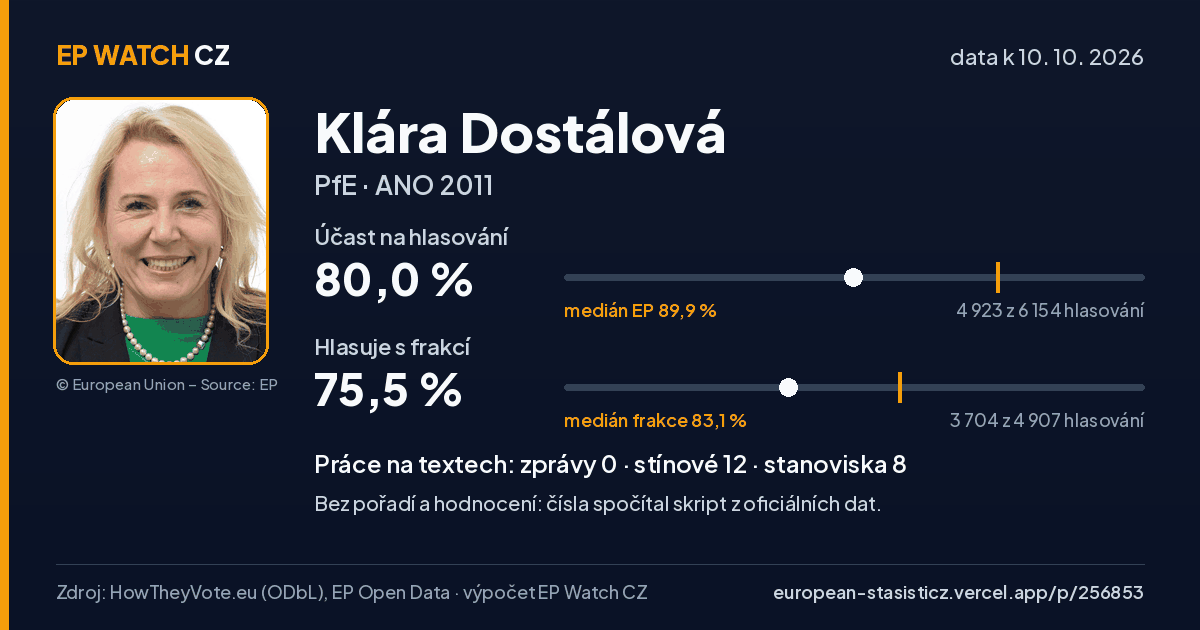 EP WATCH CZ
data k 10. 10. 2026
Klára Dostálová
PfE · ANO 2011
Účast na hlasování
80,0 %
medián EP 89,9 %
4 923 z 6 154 hlasování
Hlasuje s frakcí
75,5 %
medián frakce 83,1 %
3 704 z 4 907 hlasování
© European Union – Source: EP
Práce na textech: zprávy 0 · stínové 12 · stanoviska 8
Bez pořadí a hodnocení: čísla spočítal skript z oficiálních dat.
Zdroj: HowTheyVote.eu (ODbL), EP Open Data · výpočet EP Watch CZ
european-stasisticz.vercel.app/p/256853